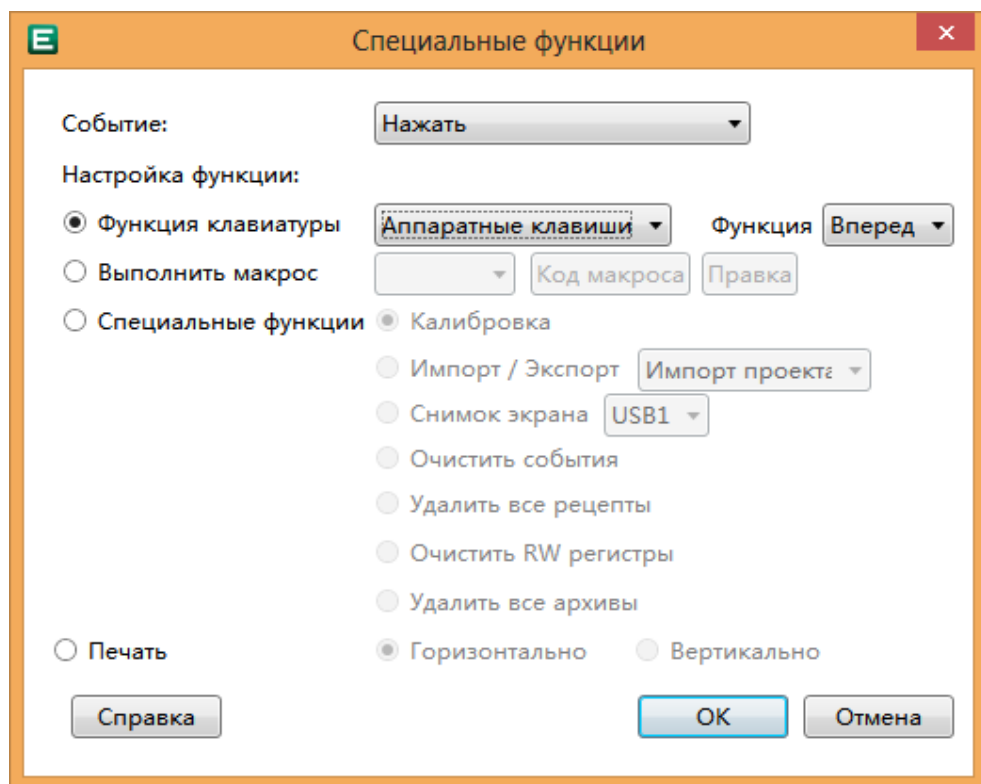 Специальные функции
Событие: Нажать
Настройка функции:
Функция клавиатуры Аппаратные клавиши Функция Вперед
Выполнить макрос Код макроса Правка
Специальные функции Калибровка
Импорт / Экспорт Импорт проекта
Снимок экрана USB1
Очистить события
Удалить все рецепты
Очистить RW регистры
Удалить все архивы
Печать Горизонтально Вертикально
Справка OK Отмена